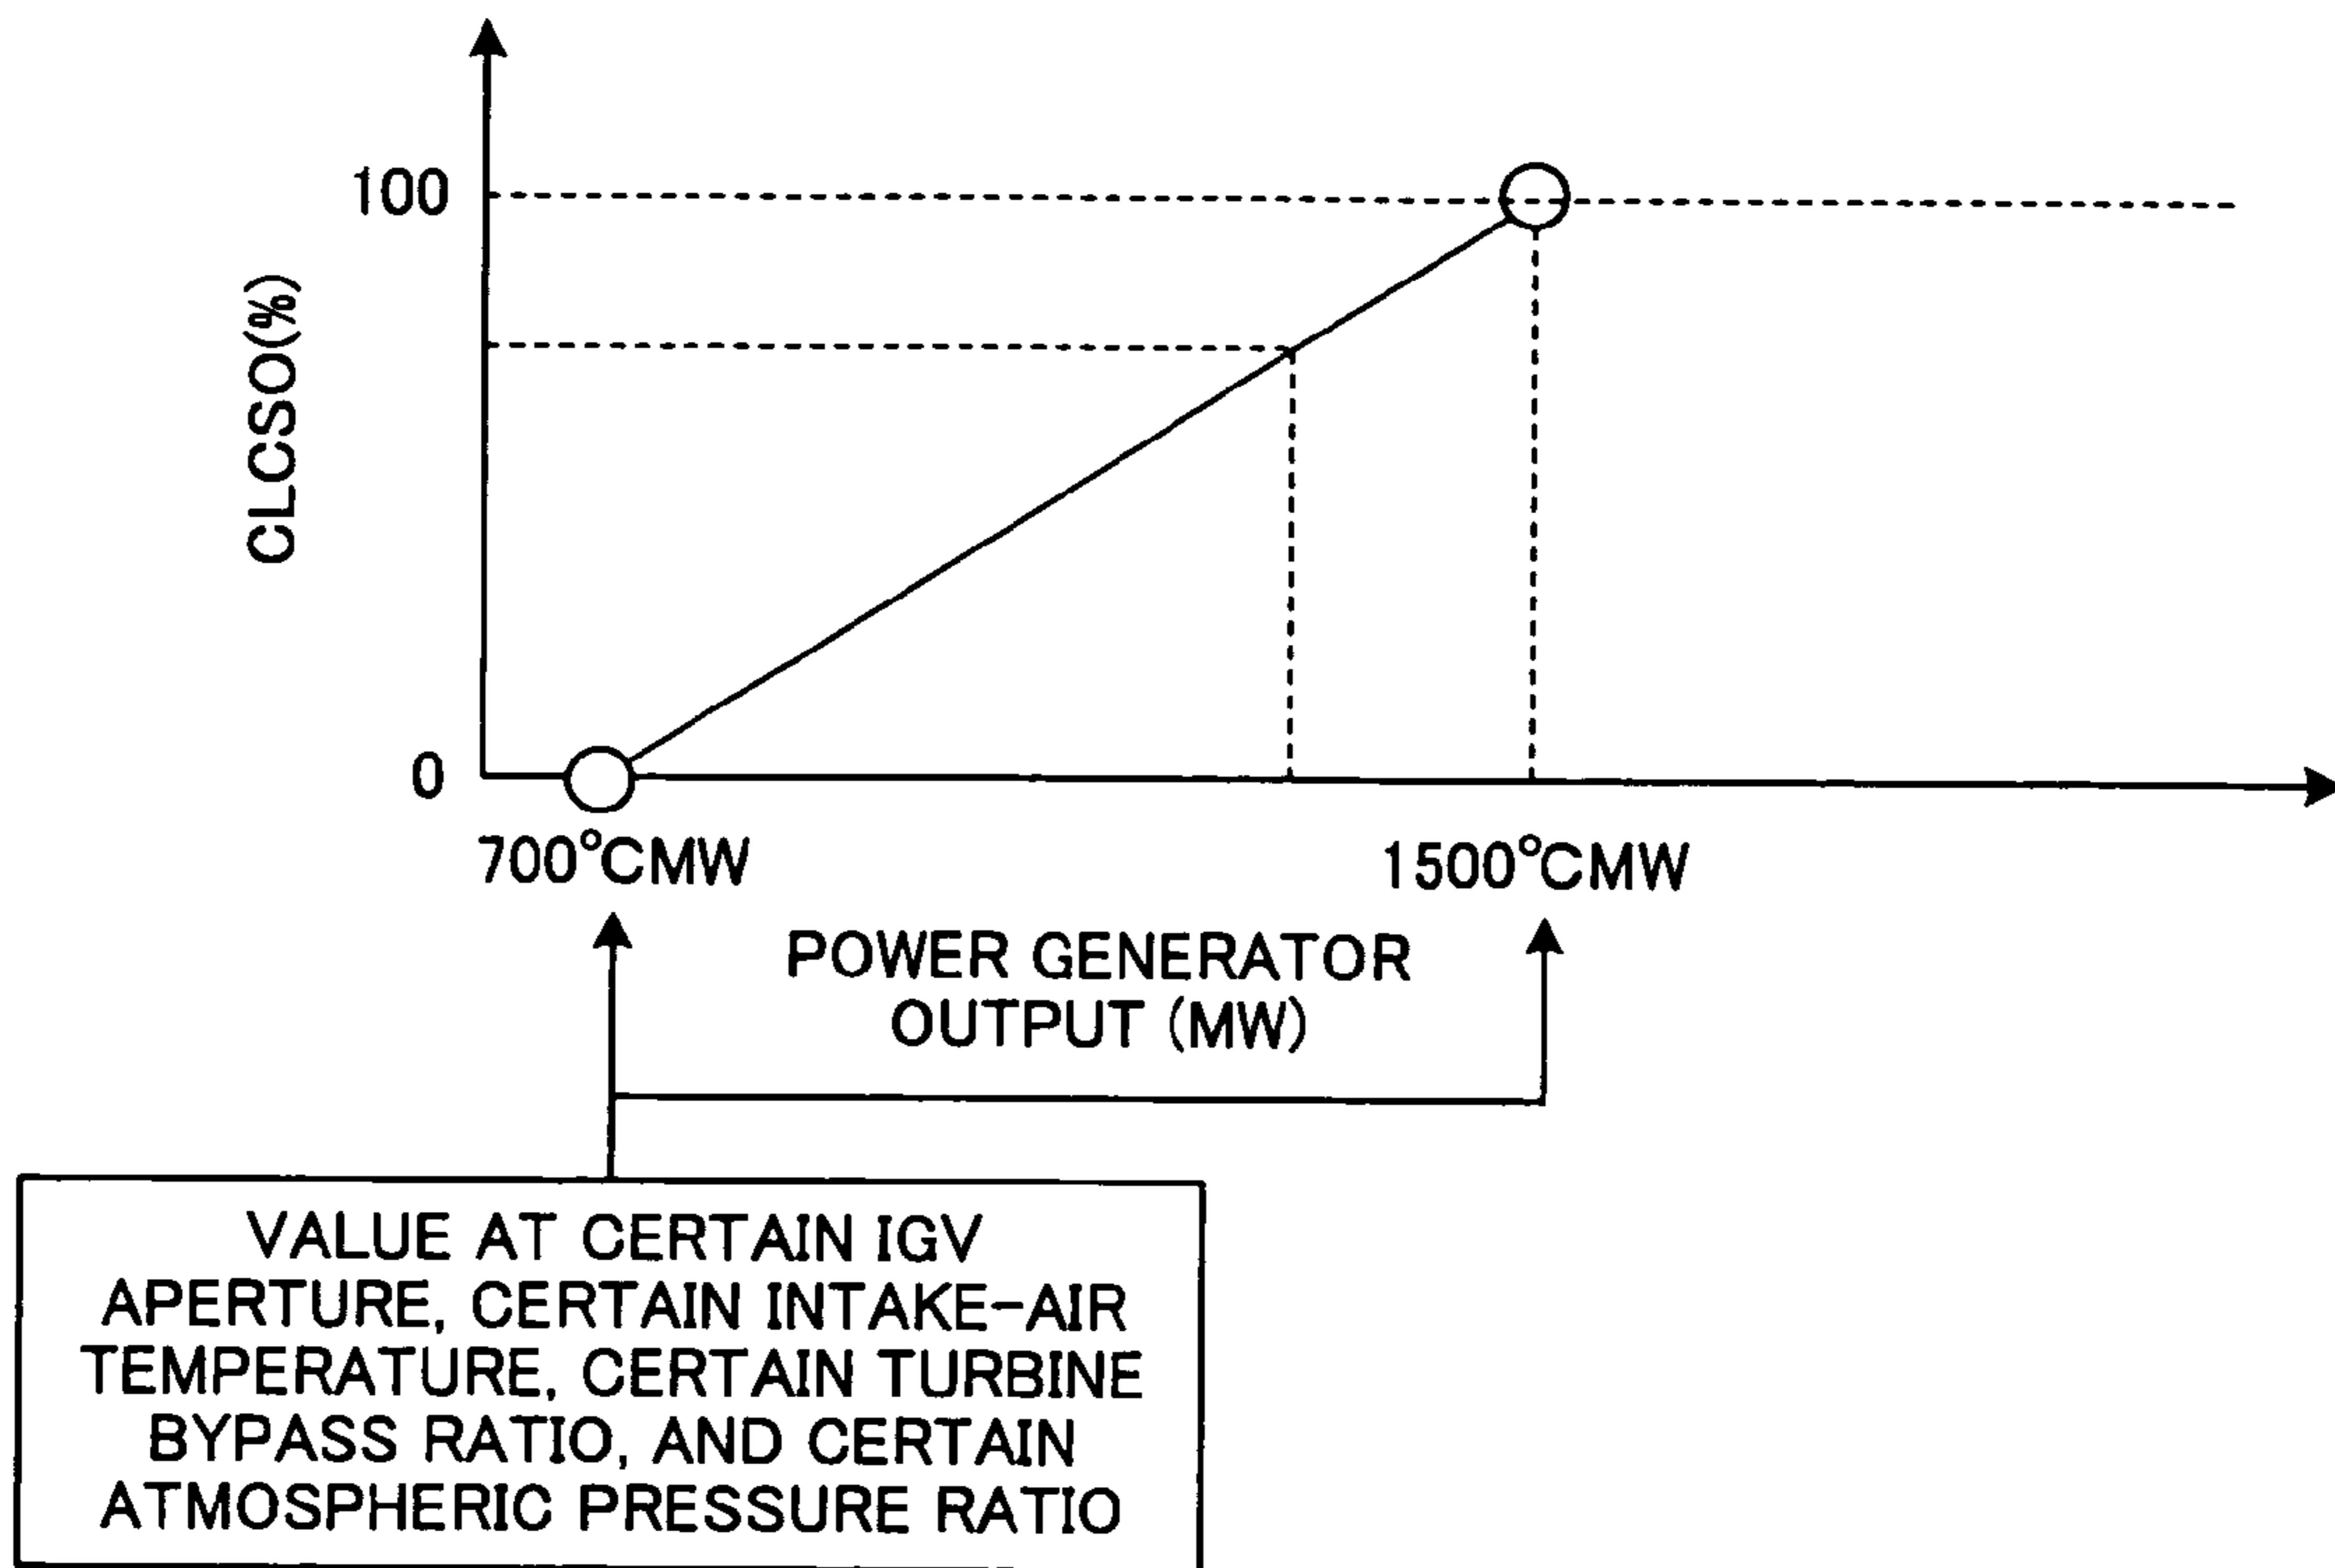 100
CLCSO(%)
0
700°CMW
1500°CMW
POWER GENERATOR
OUTPUT (MW)
VALUE AT CERTAIN IGV
APERTURE, CERTAIN INTAKE-AIR
TEMPERATURE, CERTAIN TURBINE
BYPASS RATIO, AND CERTAIN
ATMOSPHERIC PRESSURE RATIO